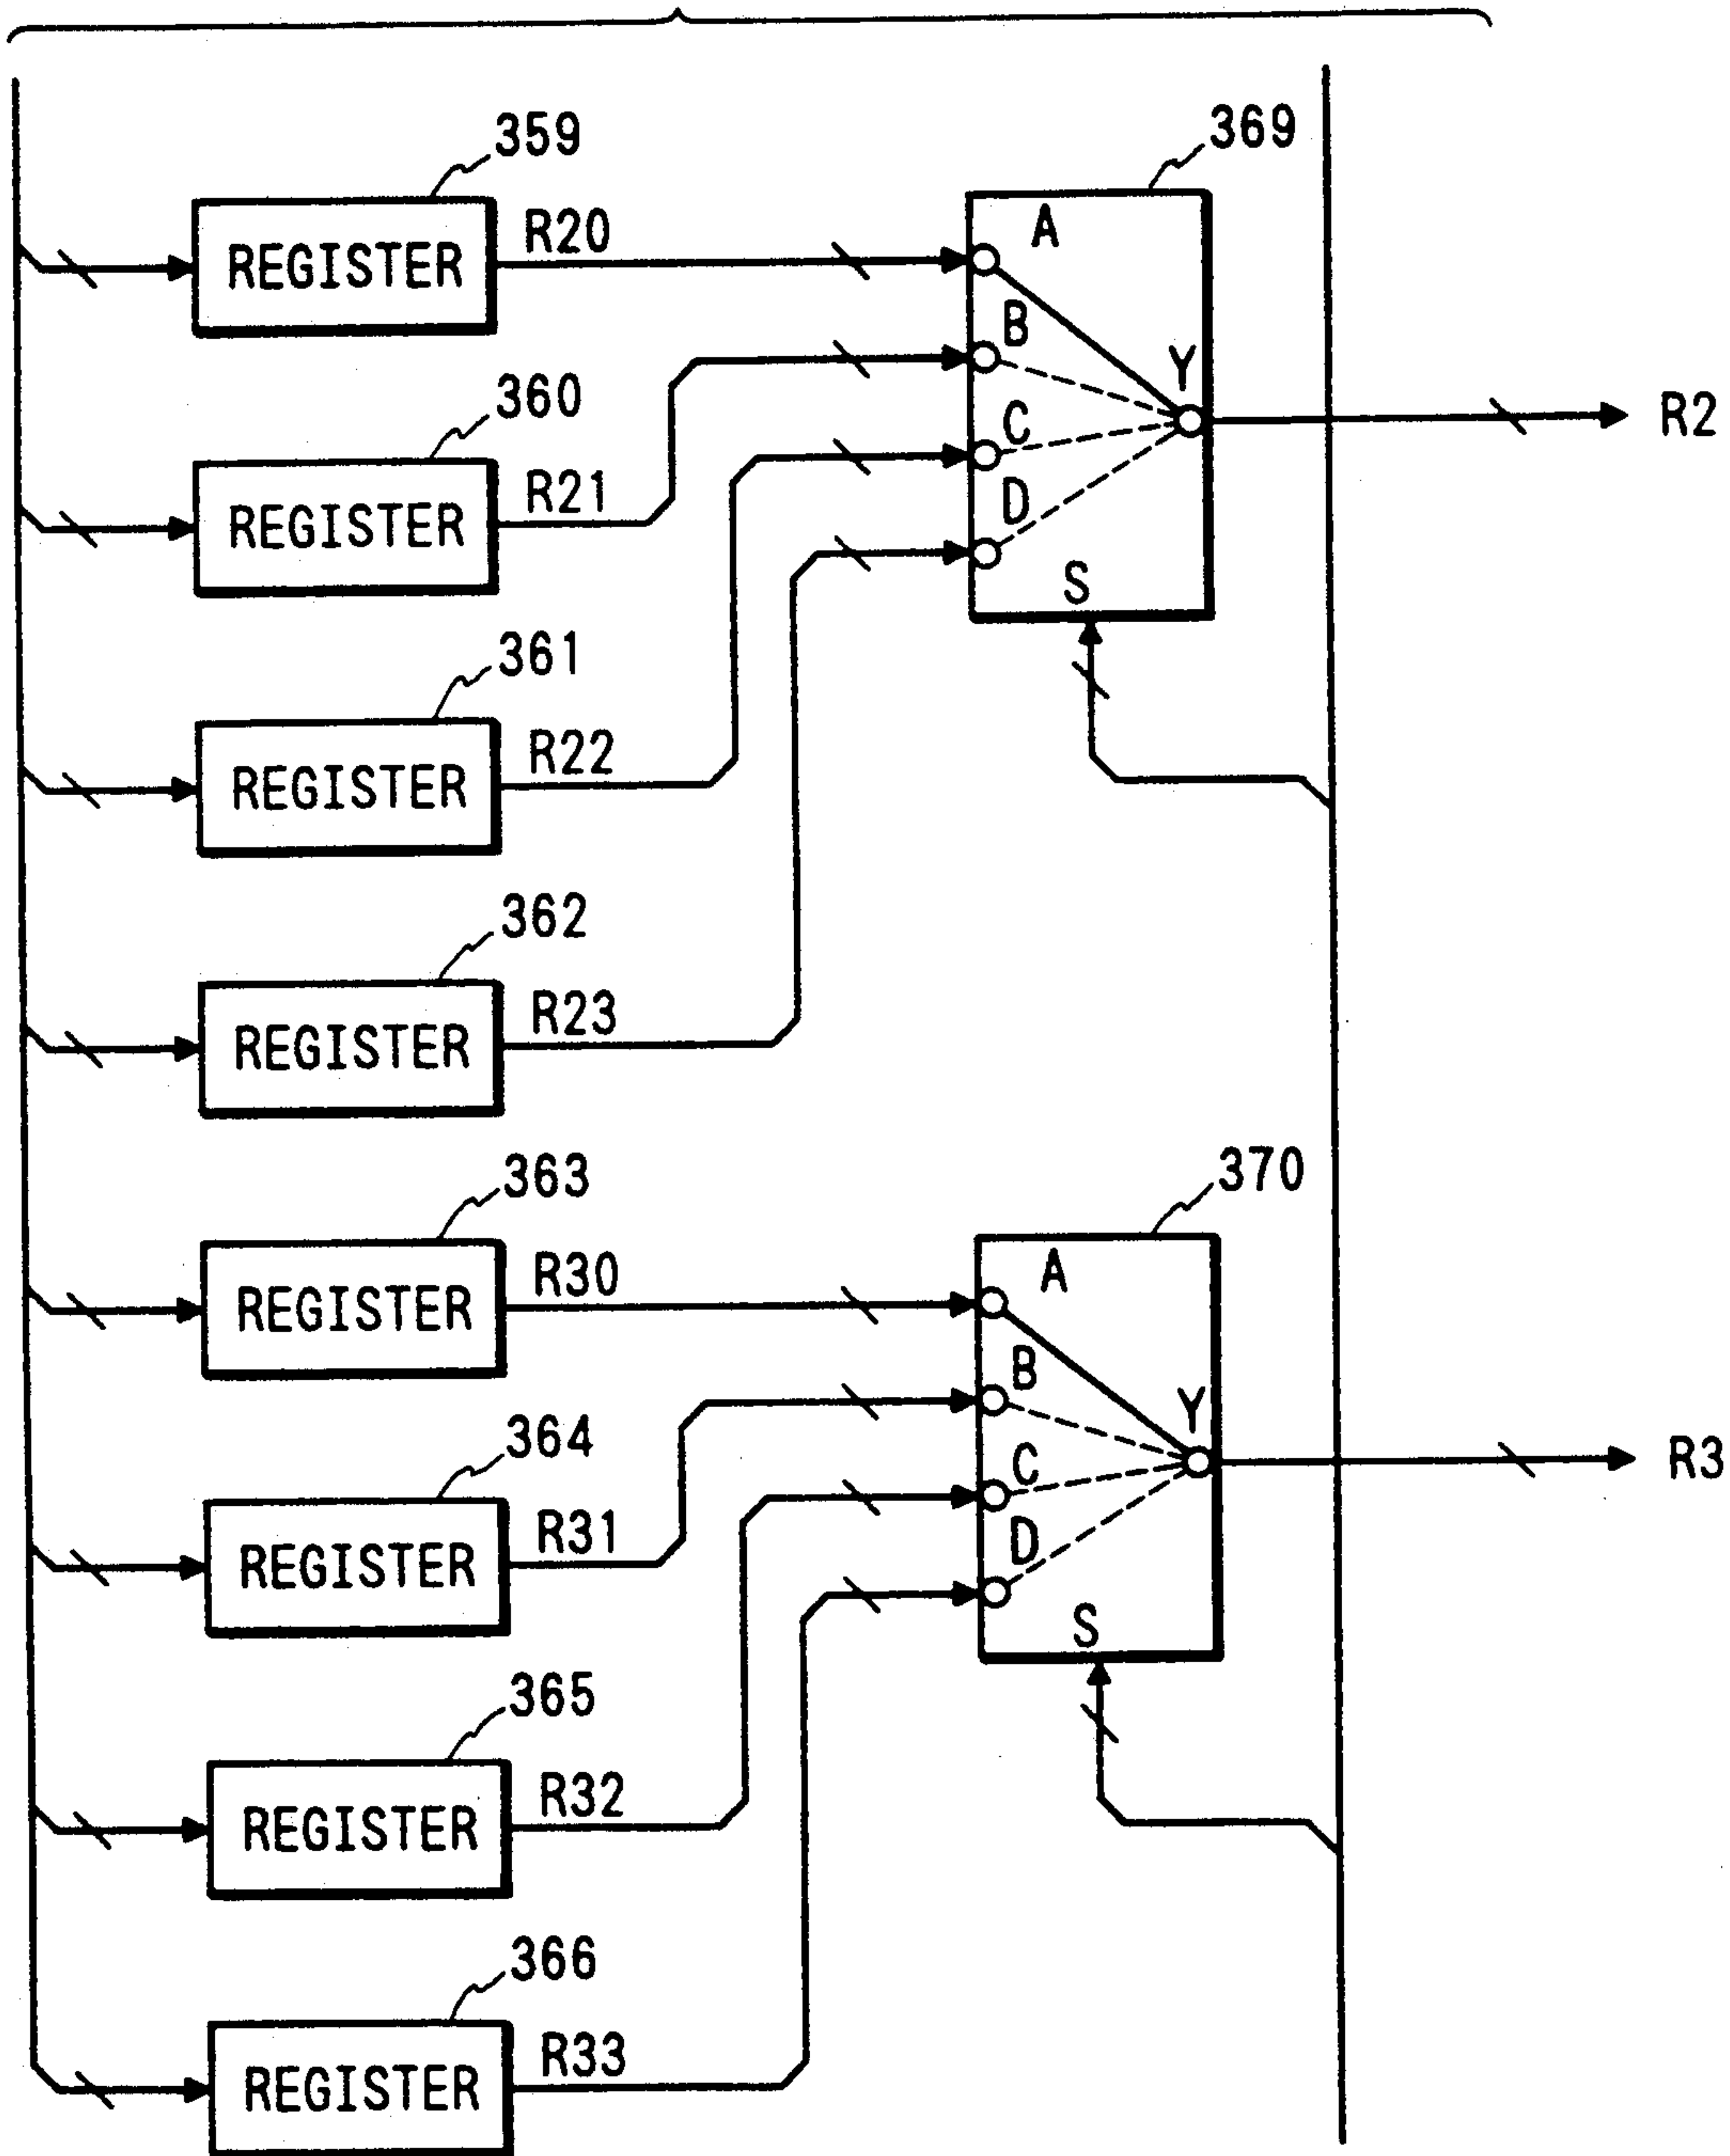 359
REGISTER
R20
360
REGISTER
R21
361
REGISTER
R22
362
REGISTER
R23
369
A
B
C
D
Y
S
R2
363
REGISTER
R30
364
REGISTER
R31
365
REGISTER
R32
366
REGISTER
R33
370
A
B
C
D
Y
S
R3